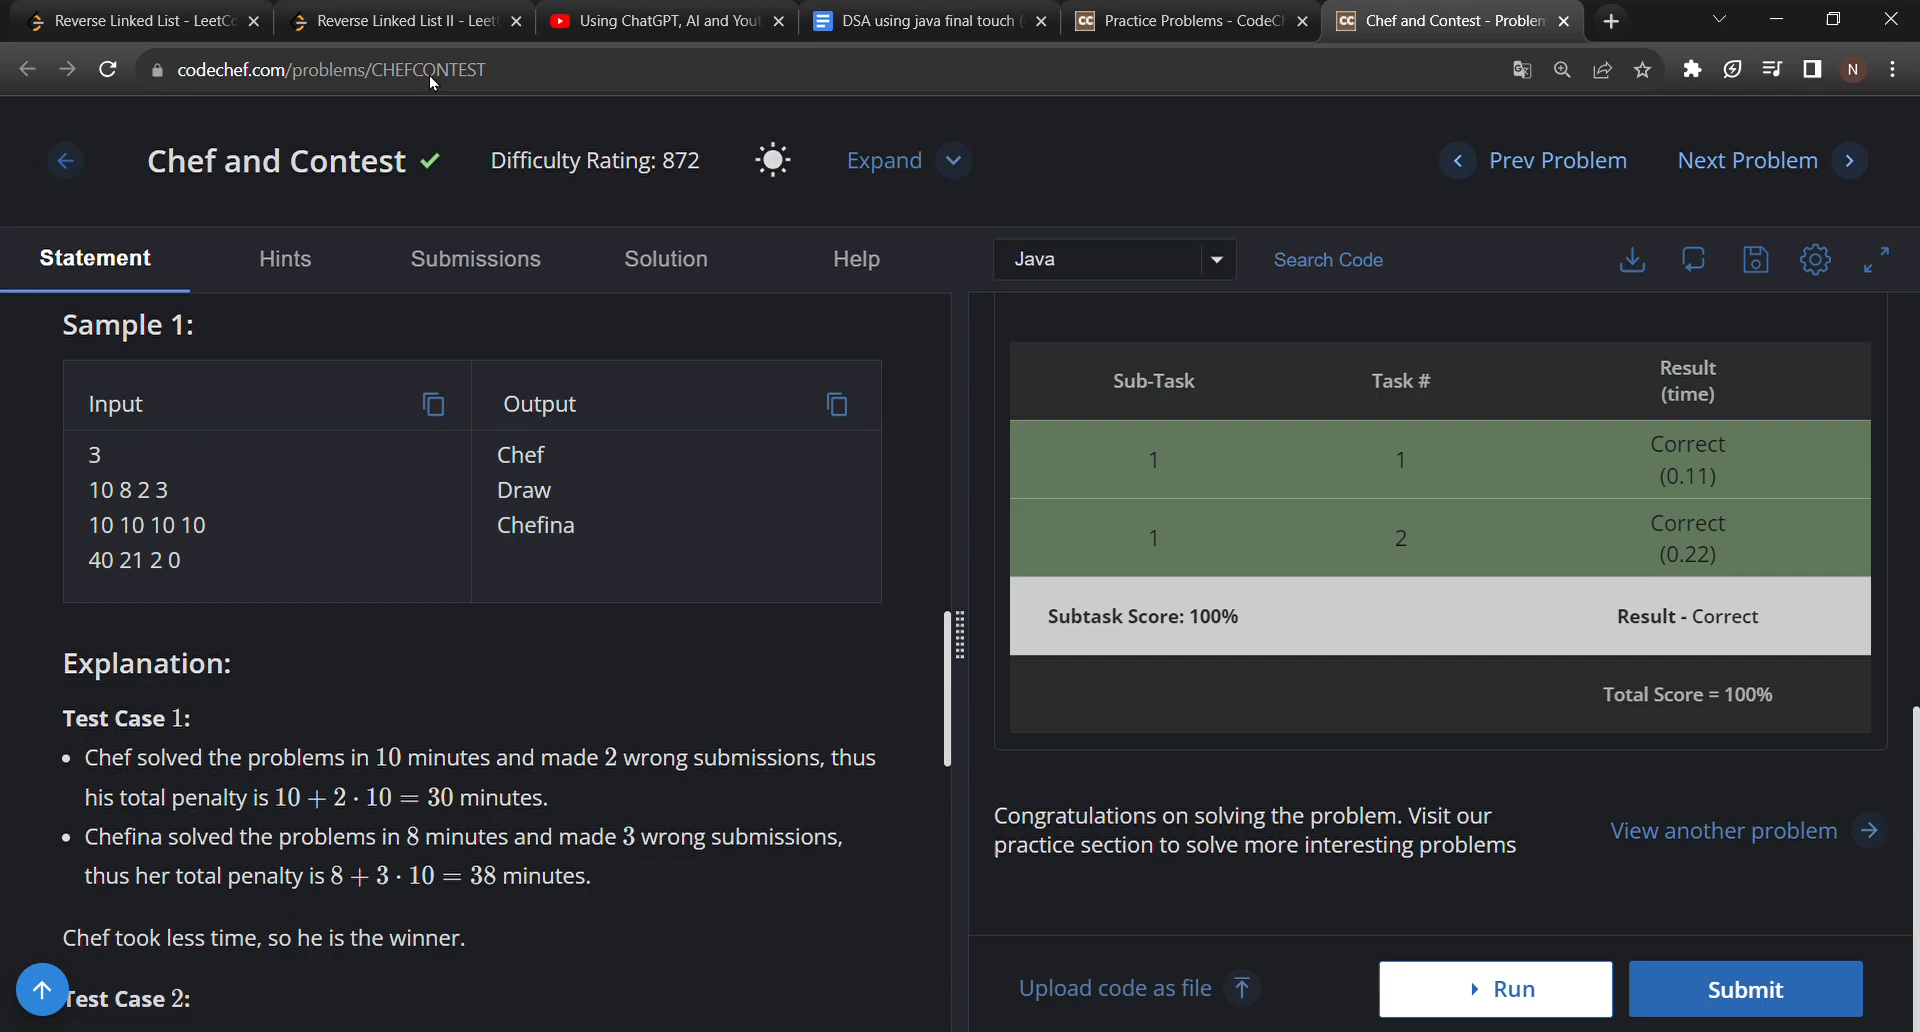 Reverse Linked List - LeetCo
Reverse Linked List II - Leet
Using ChatGPT, AI and You
DSA using java final touch (
CC Practice Problems - CodeCh
CC Chef and Contest - Problem
codechef.com/problems/CHEFCONTEST
N
Chef and Contest
Difficulty Rating: 872
Expand
Prev Problem
Next Problem
Statement
Hints
Submissions
Solution
Help
Java
Search Code
Sample 1:
Input
Output
3
10 8 2 3
10 10 10 10
40 21 2 0
Chef
Draw
Chefina
Explanation:
Test Case 1:
• Chef solved the problems in 10 minutes and made 2 wrong submissions, thus
his total penalty is 10 + 2 · 10 = 30 minutes.
• Chefina solved the problems in 8 minutes and made 3 wrong submissions,
thus her total penalty is 8 + 3 · 10 = 38 minutes.
Chef took less time, so he is the winner.
Test Case 2:
Sub-Task
Task #
Result
(time)
1
1
Correct
(0.11)
1
2
Correct
(0.22)
Subtask Score: 100%
Result - Correct
Total Score = 100%
Congratulations on solving the problem. Visit our
practice section to solve more interesting problems
View another problem
Upload code as file
Run
Submit